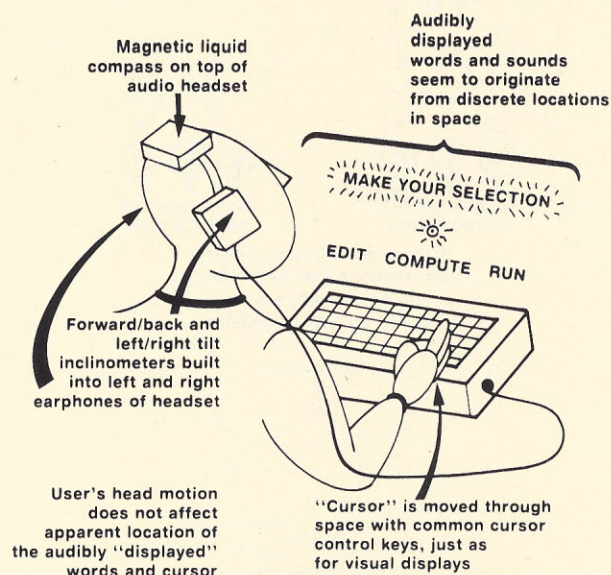 Magnetic liquid
compass on top of
audio headset
Audibly
displayed
words and sounds
seem to originate
from discrete locations
in space
MAKE YOUR SELECTION
EDIT COMPUTE RUN
Forward/back and
left/right tilt
inclinometers built
into left and right
earphones of headset
User's head motion
does not affect
apparent location of
the audibly "displayed"
words and cursor
"Cursor" is moved through
space with common cursor
control keys, just as
for visual displays